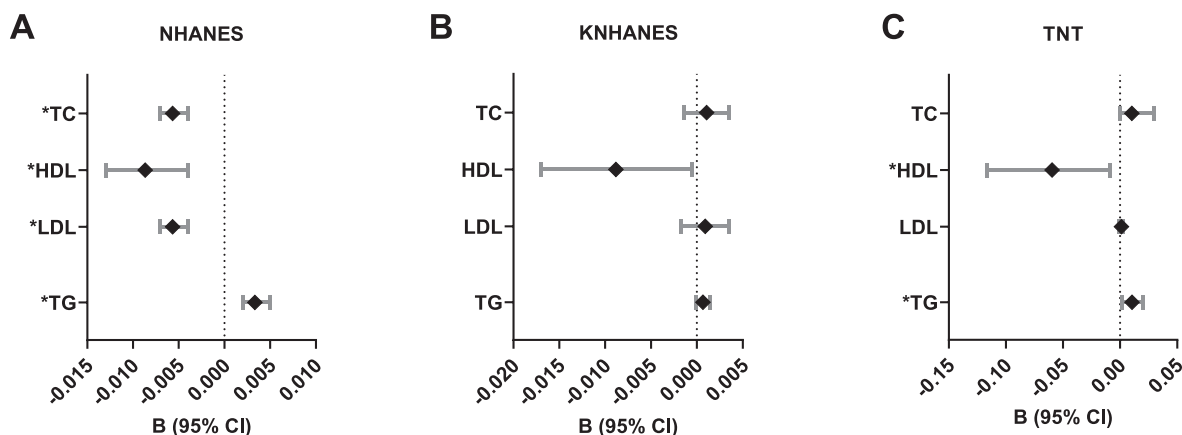 A
NHANES
*TC
*HDL
*LDL
*TG
-0.015
-0.010
-0.005
0.000
0.005
0.010
B (95% CI)
B
KNHANES
TC
HDL
LDL
TG
-0.020
-0.015
-0.010
-0.005
0.000
0.005
B (95% CI)
C
TNT
TC
*HDL
LDL
*TG
-0.15
-0.10
-0.05
0.00
0.05
B (95% CI)